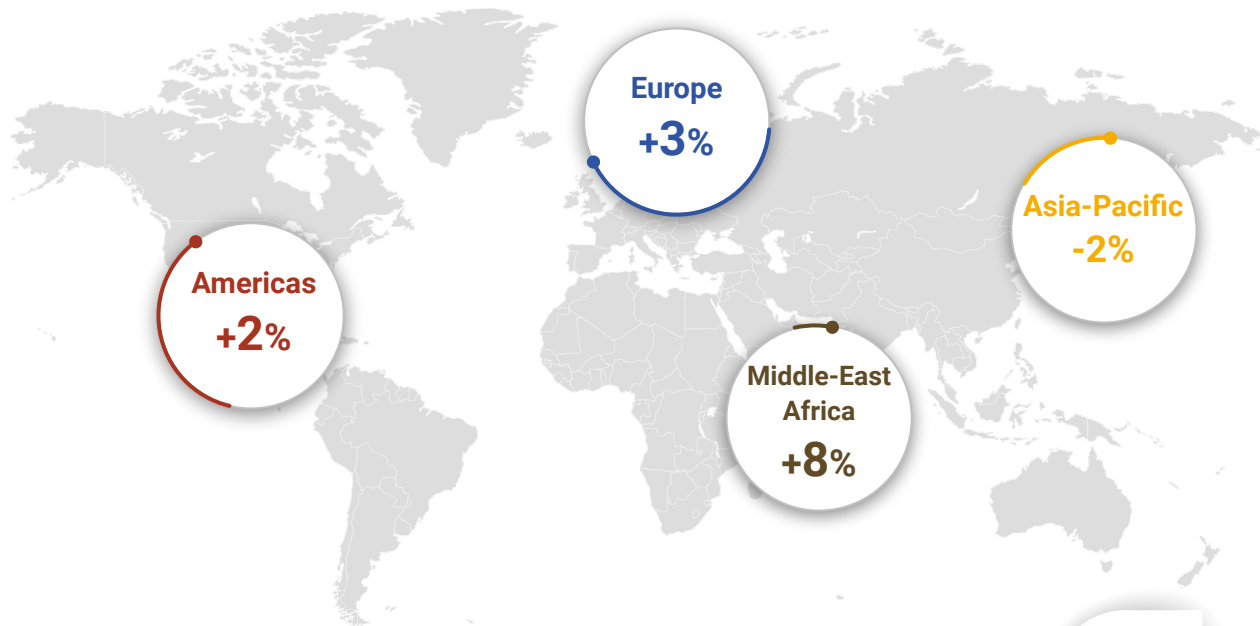 Europe
+3%
Asia-Pacific
-2%
Americas
+2%
Middle-East
Africa
+8%